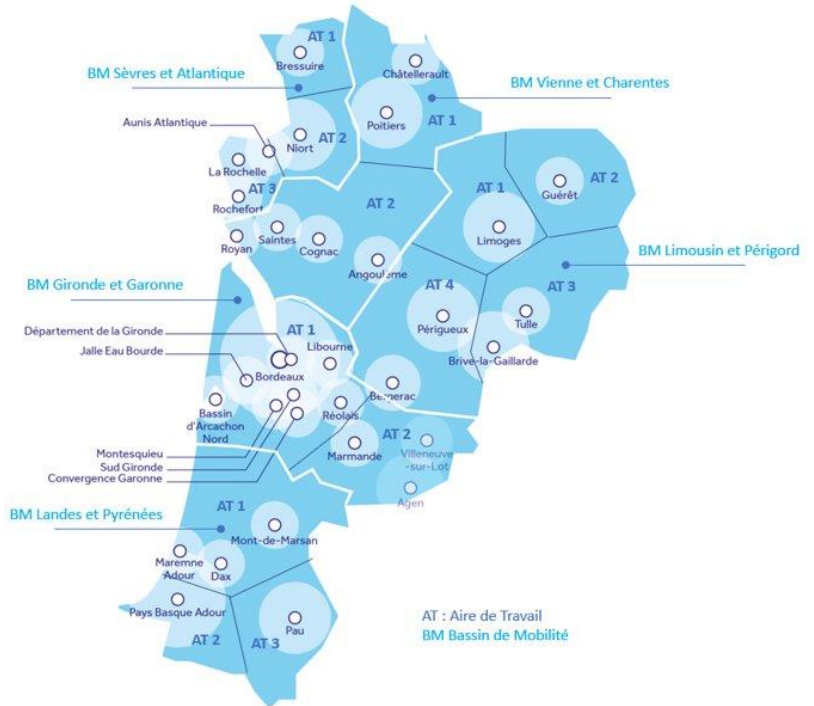 AT 1
Bressuire
BM Sèvres et Atlantique
Châtellerault
BM Vienne et Charentes
Poitiers
AT 1
Aunis Atlantique
AT 2
Niort
La Rochelle
AT 3
Rochefort
AT 2
AT 1
Guérêt
AT 2
Royan
Saintes
Cognac
Limoges
Angouleme
BM Limousin et Périgord
BM Gironde et Garonne
AT 4
AT 3
Périgueux
Tulle
Département de la Gironde
AT 1
Libourne
Jalle Eau Bourde
Bordeaux
Brive-la-Gaillarde
Bergerac
Bassin
d'Arcachon
Nord
Réolais
AT 2
Montesquieu
Sud Gironde
Convergence Garonne
Marmande
Villeneuve
-sur-Lot
Agen
AT 1
BM Landes et Pyrénées
Mont-de-Marsan
Maremne
Adour
Dax
Pays Basque Adour
AT 2
AT 3
Pau
AT : Aire de Travail
BM Bassin de Mobilité